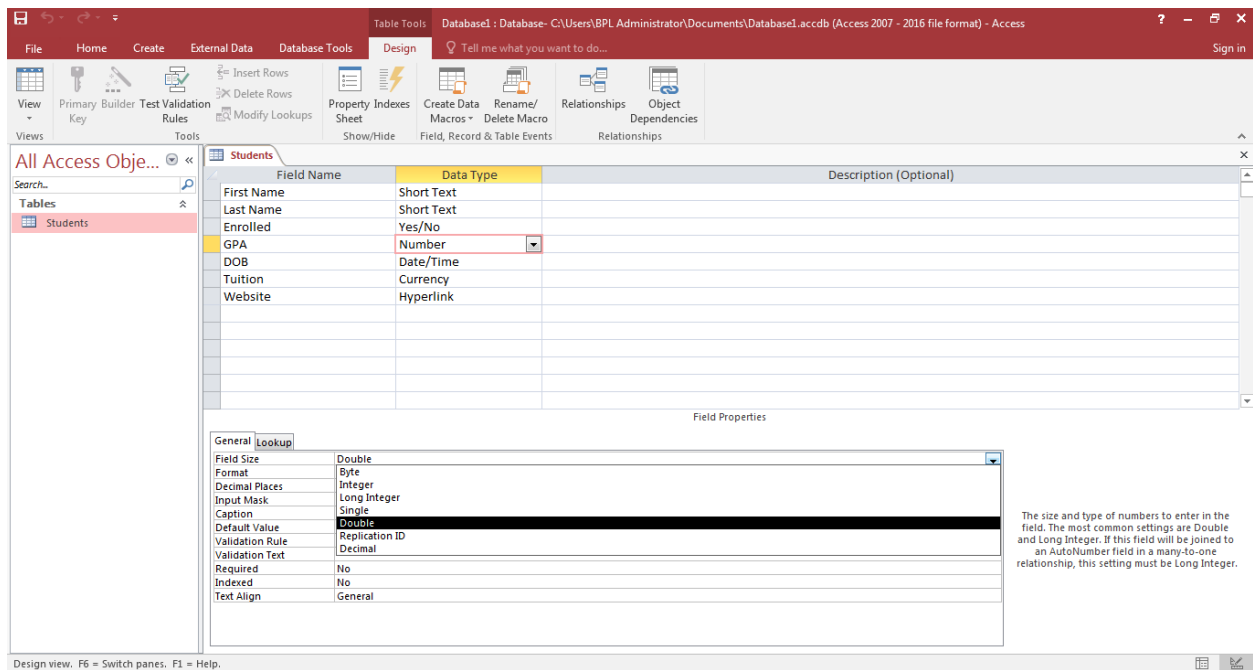 Table Tools Database1 : Database- C:\Users\BPL Administrator\Documents\Database1.accdb (Access 2007 - 2016 file format) - Access ?
File Home Create External Data Database Tools Design Tell me what you want to do... Sign in
View
Primary Key
Builder
Test Validation Rules
Insert Rows
Delete Rows
Modify Lookups
Property Sheet
Indexes
Create Data Macros
Rename/ Delete Macro
Relationships
Object Dependencies
Views Tools Show/Hide Field, Record & Table Events Relationships
All Access Obje...
Search...
Tables
Students
Students
Field Name Data Type Description (Optional)
First Name Short Text
Last Name Short Text
Enrolled Yes/No
GPA Number
DOB Date/Time
Tuition Currency
Website Hyperlink
Field Properties
General Lookup
Field Size Double
Format
Decimal Places
Input Mask
Caption
Default Value
Validation Rule
Validation Text
Required No
Indexed No
Text Align General
Byte
Integer
Long Integer
Single
Double
Replication ID
Decimal
The size and type of numbers to enter in the
field. The most common settings are Double
and Long Integer. If this field will be joined to
an AutoNumber field in a many-to-one
relationship, this setting must be Long Integer.
Design view. F6 = Switch panes. F1 = Help.